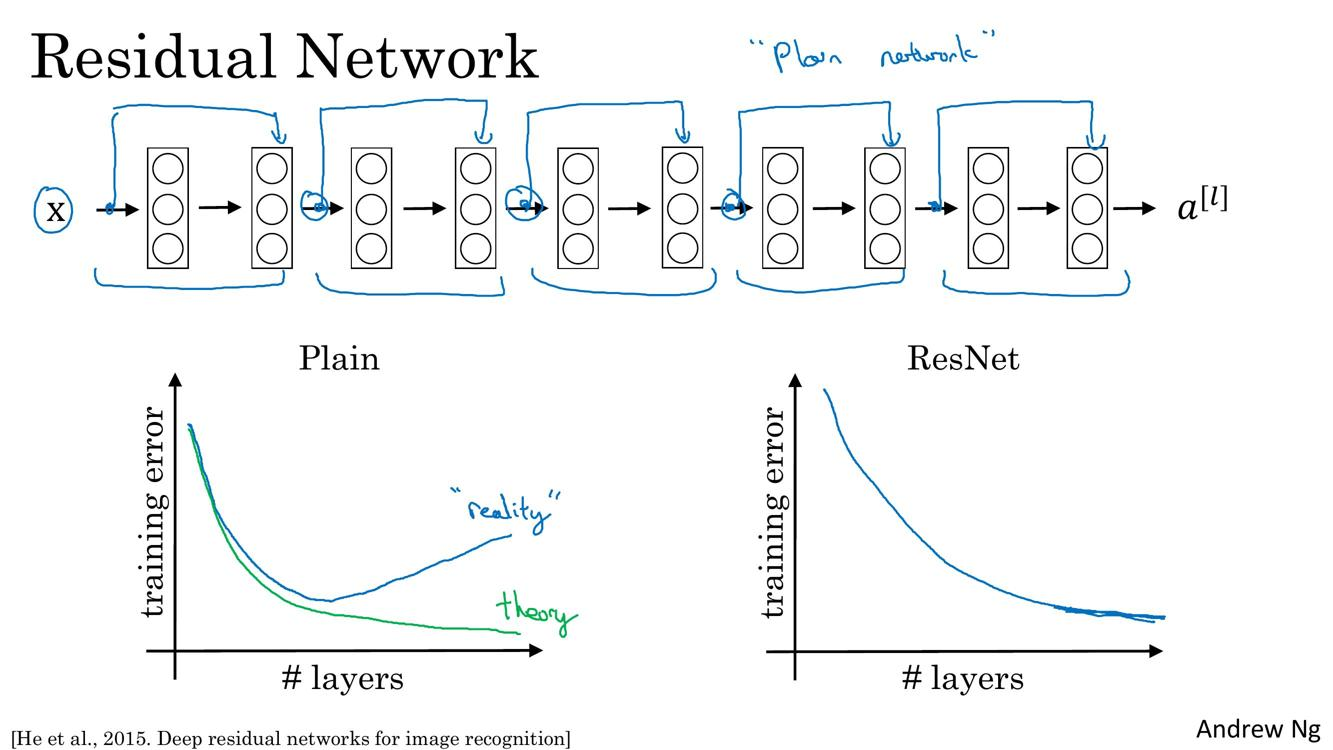 Residual Network
"Plain network"
x
a[l]
Plain
ResNet
training error
"reality"
theory
# layers
training error
# layers
[He et al., 2015. Deep residual networks for image recognition]
Andrew Ng